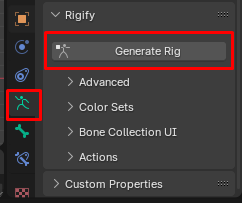 Rigify
Generate Rig
Advanced
Color Sets
Bone Collection UI
Actions
Custom Properties